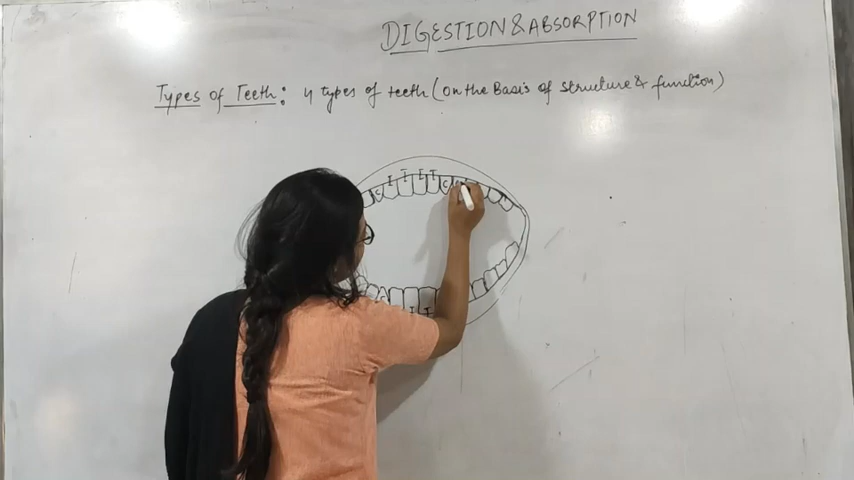 DIGESTION & ABSORPTION
Types of Teeth: 4 types of teeth (on the Basis of structure & function)
C I I I I C
I I